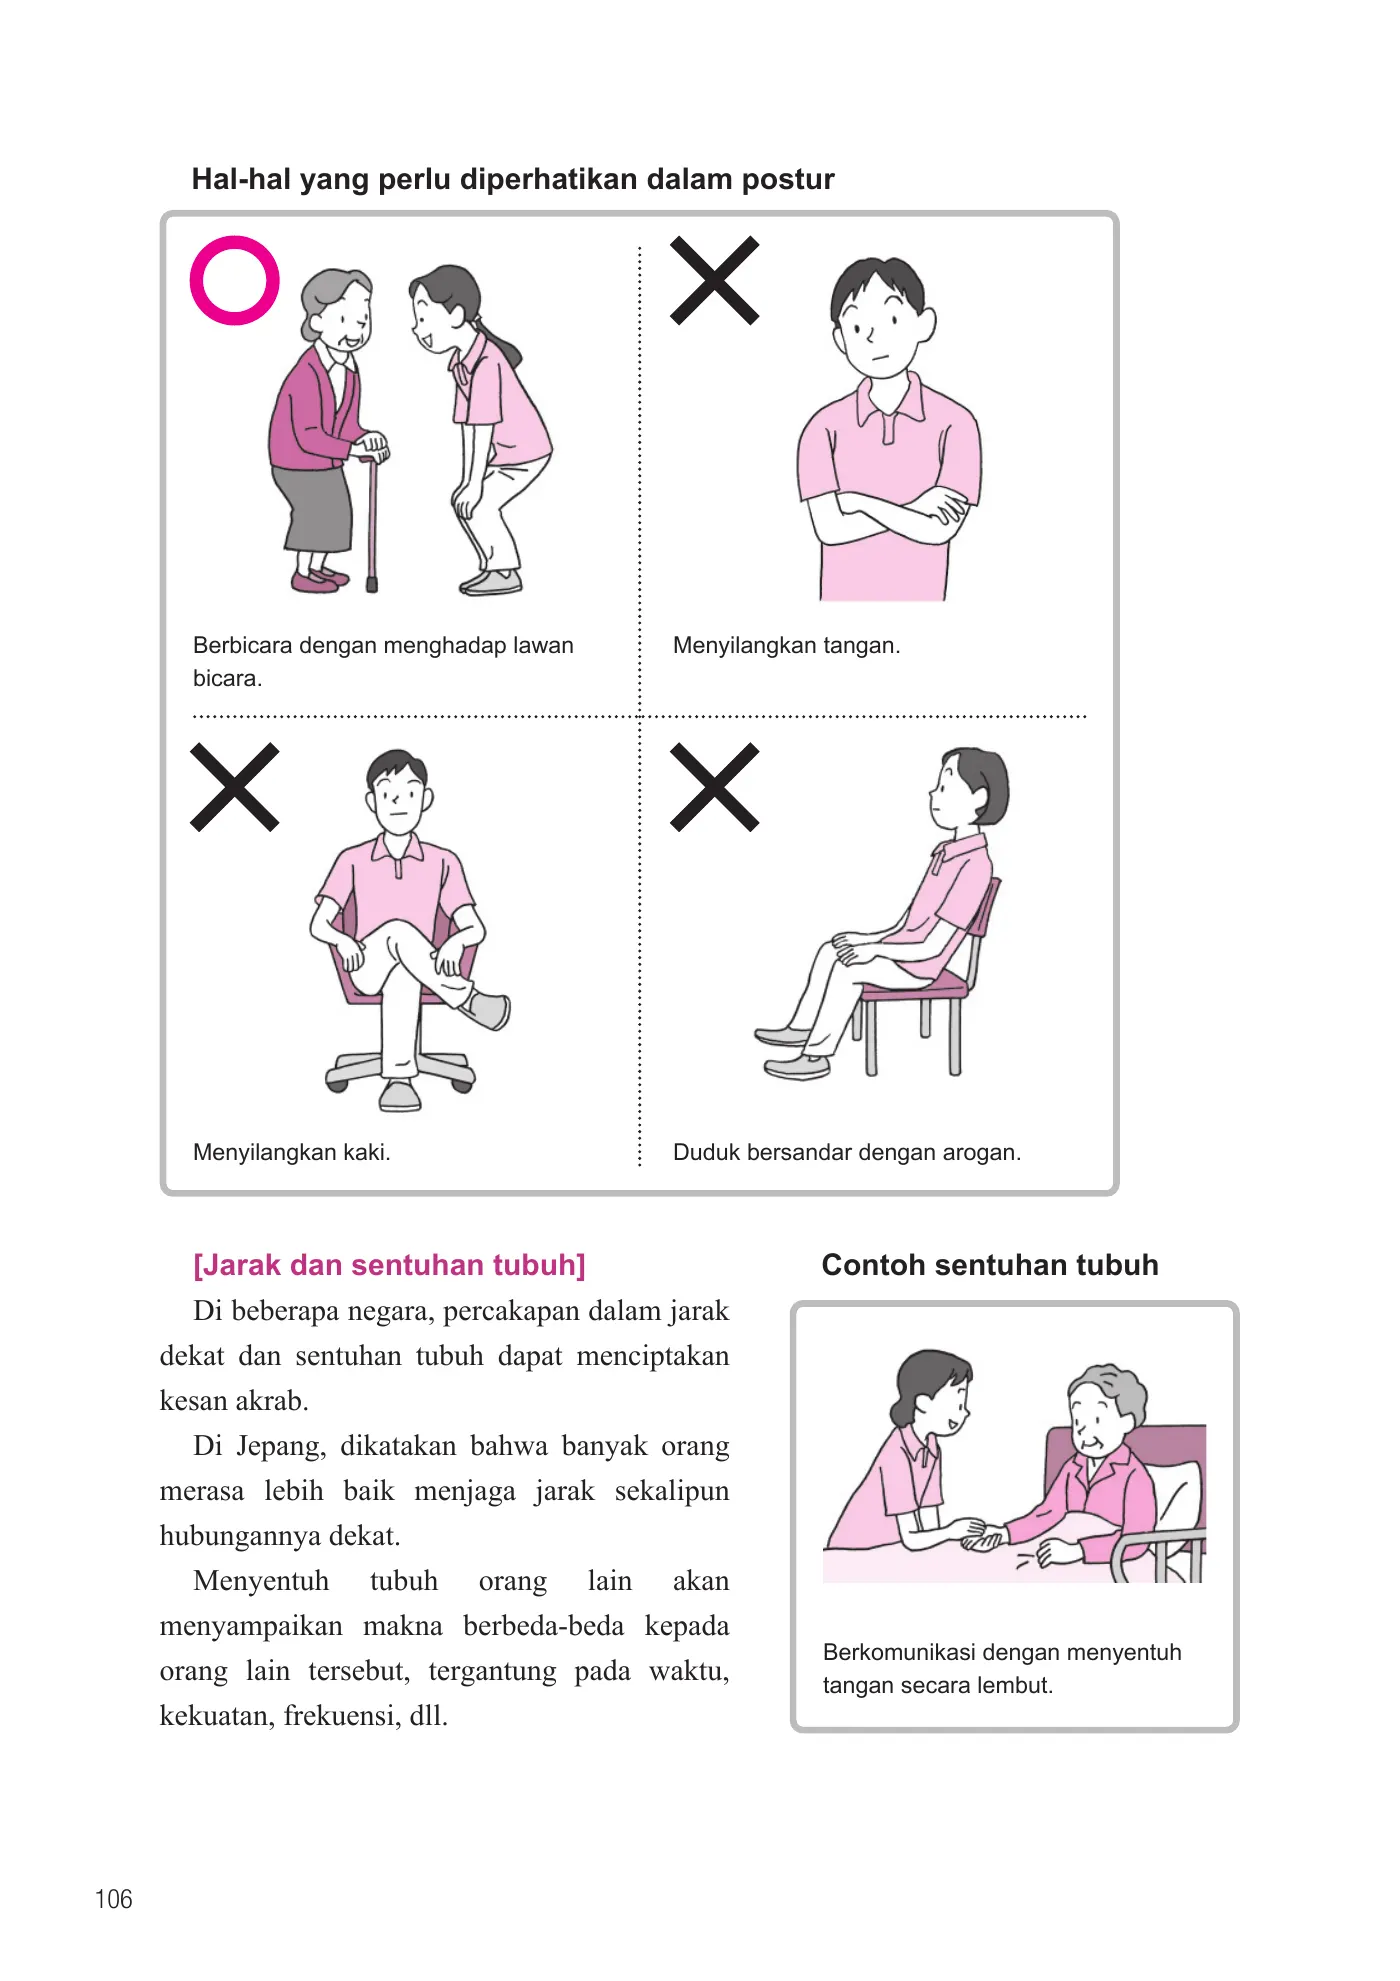 Hal-hal yang perlu diperhatikan dalam postur
Berbicara dengan menghadap lawan
bicara.
Menyilangkan tangan.
Menyilangkan kaki.
Duduk bersandar dengan arogan.
[Jarak dan sentuhan tubuh]
Di beberapa negara, percakapan dalam jarak
dekat dan sentuhan tubuh dapat menciptakan
kesan akrab.
Di Jepang, dikatakan bahwa banyak orang
merasa lebih baik menjaga jarak sekalipun
hubungannya dekat.
Menyentuh tubuh orang lain akan
menyampaikan makna berbeda-beda kepada
orang lain tersebut, tergantung pada waktu,
kekuatan, frekuensi, dll.
Contoh sentuhan tubuh
Berkomunikasi dengan menyentuh
tangan secara lembut.
106